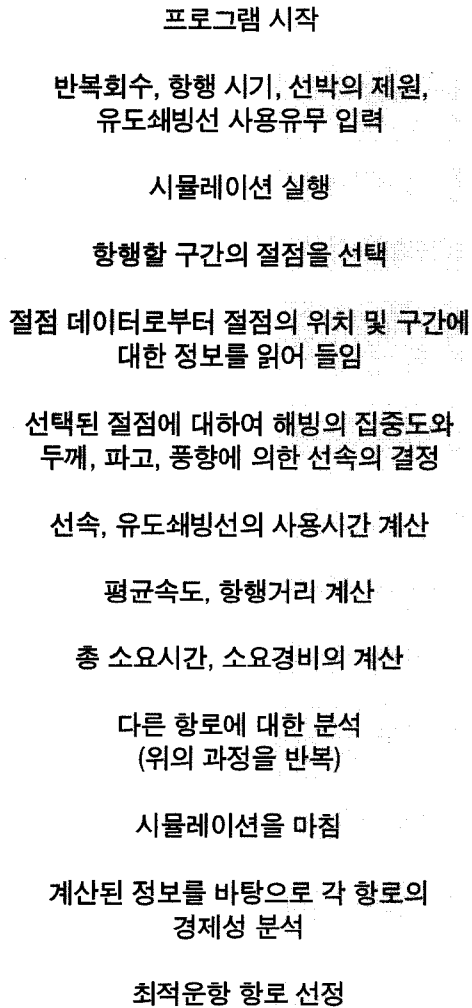 프로그램 시작
반복회수, 항행 시기, 선박의 제원,
유도쇄빙선 사용유무 입력
시뮬레이션 실행
항행할 구간의 절점을 선택
절점 데이터로부터 절점의 위치 및 구간에
대한 정보를 읽어 들임
선택된 절점에 대하여 해빙의 집중도와
두께, 파고, 풍향에 의한 선속의 결정
선속, 유도쇄빙선의 사용시간 계산
평균속도, 항행거리 계산
총 소요시간, 소요경비의 계산
다른 항로에 대한 분석
(위의 과정을 반복)
시뮬레이션을 마침
계산된 정보를 바탕으로 각 항로의
경제성 분석
최적운항 항로 선정